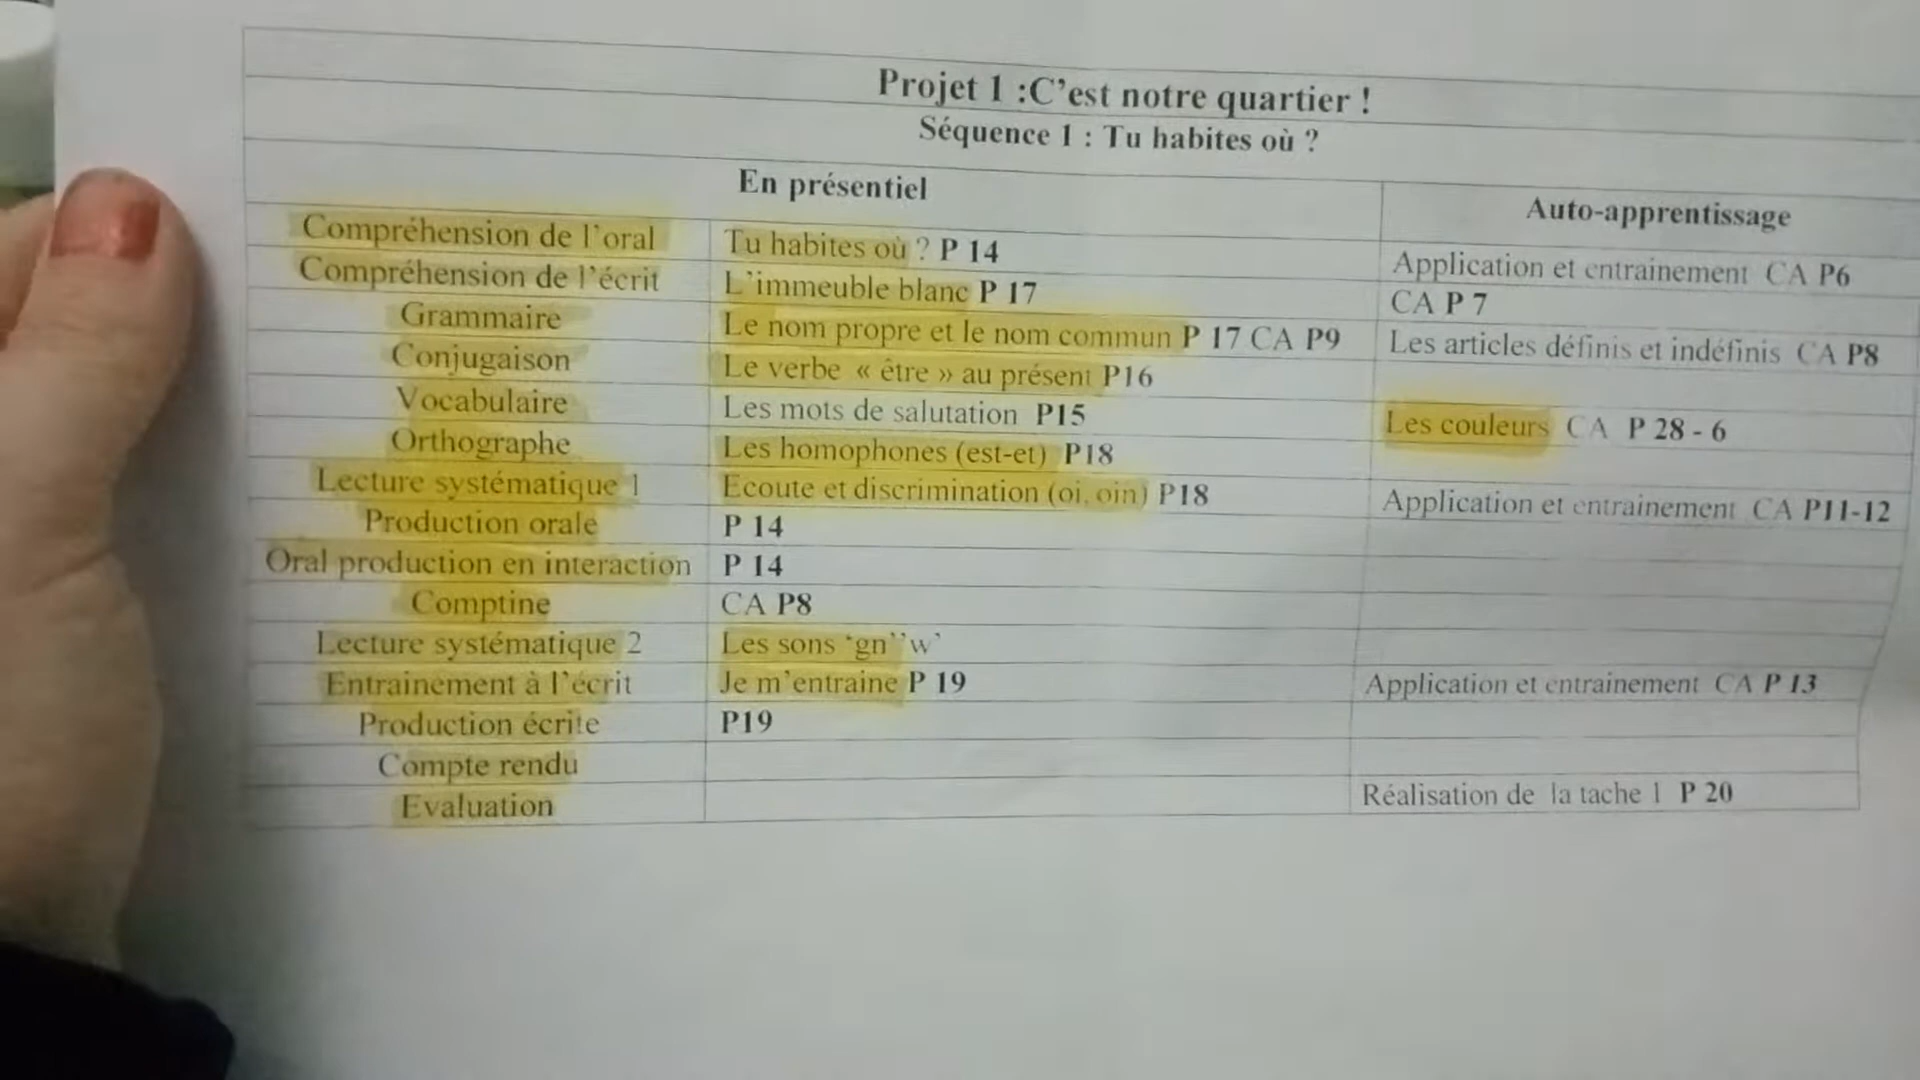 Projet 1 :C'est notre quartier !
Séquence 1 : Tu habites où ?
En présentiel Auto-apprentissage
Compréhension de l'oral Tu habites où ? P 14 Application et entrainement CA P6
Compréhension de l'écrit L'immeuble blanc P 17 CA P 7
Grammaire Le nom propre et le nom commun P 17 CA P9 Les articles définis et indéfinis CA P8
Conjugaison Le verbe « être » au présent P16
Vocabulaire Les mots de salutation P15 Les couleurs CA P 28 - 6
Orthographe Les homophones (est-et) P18
Lecture systématique 1 Ecoute et discrimination (oi, oin) P18 Application et entrainement CA P11-12
Production orale P 14
Oral production en interaction P 14
Comptine CA P8
Lecture systématique 2 Les sons 'gn''w'
Entrainement à l'écrit Je m'entraine P 19 Application et entrainement CA P 13
Production écrite P19
Compte rendu
Evaluation Réalisation de la tache 1 P 20